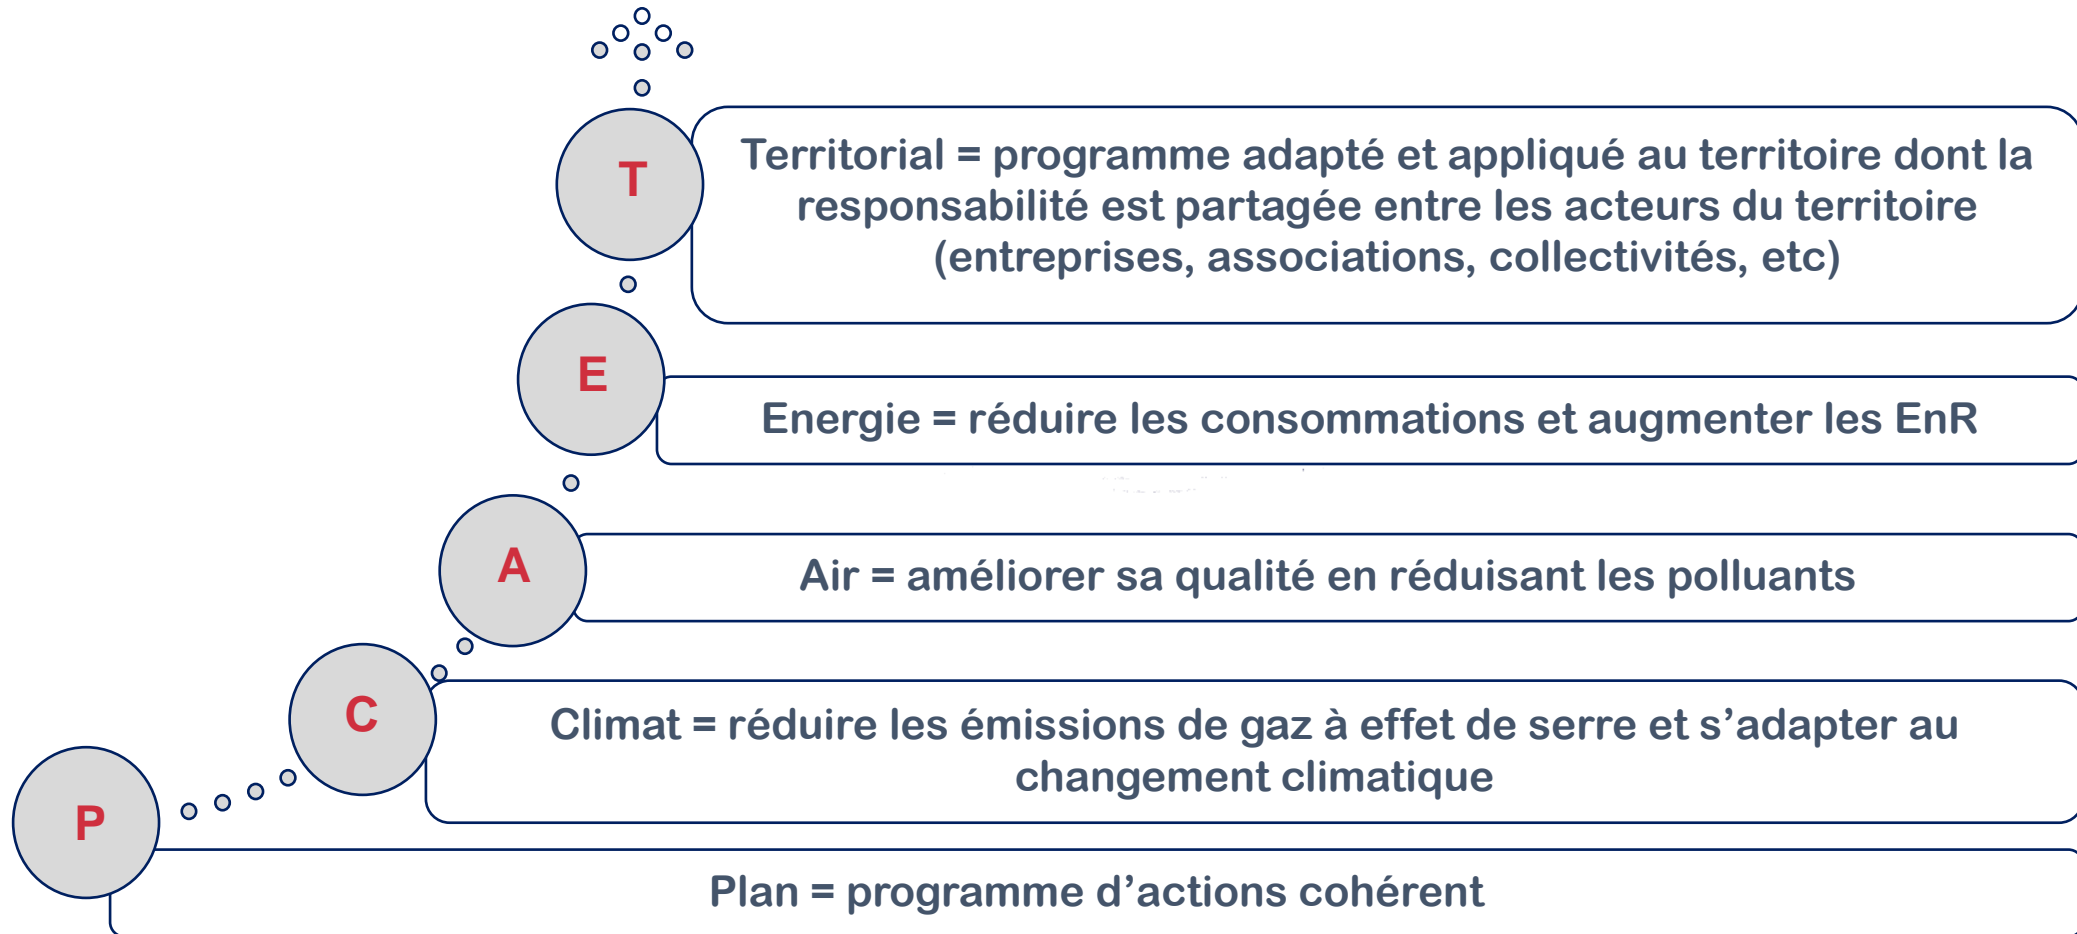 T
Territorial = programme adapté et appliqué au territoire dont la
responsabilité est partagée entre les acteurs du territoire
(entreprises, associations, collectivités, etc)
E
Energie = réduire les consommations et augmenter les EnR
A
Air = améliorer sa qualité en réduisant les polluants
C
Climat = réduire les émissions de gaz à effet de serre et s’adapter au
changement climatique
P
Plan = programme d’actions cohérent